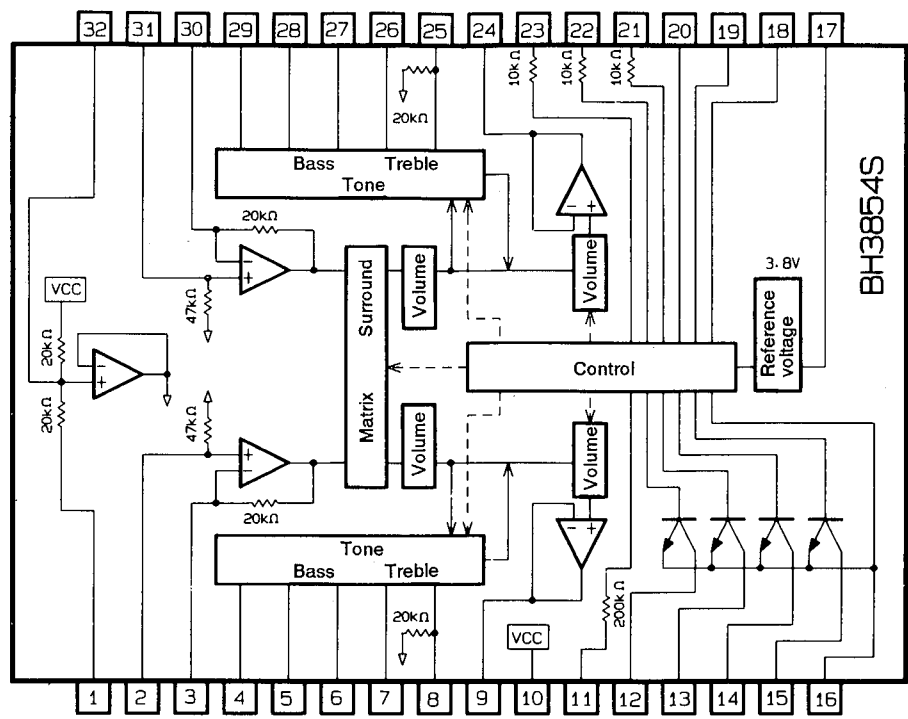 32 31 30 29 28 27 26 25 24 23 22 21 20 19 18 17
10kΩ 10kΩ 10kΩ
20kΩ
Bass Treble
Tone
BH3854S
20kΩ
Surround Matrix
Volume
Volume
3.8V
Reference voltage
VCC
47kΩ
20kΩ
20kΩ
47kΩ
Control
Volume
Volume
20kΩ
Tone
Bass Treble
20kΩ
VCC
200kΩ
1 2 3 4 5 6 7 8 9 10 11 12 13 14 15 16
− +
− +
− +
+ −
− +